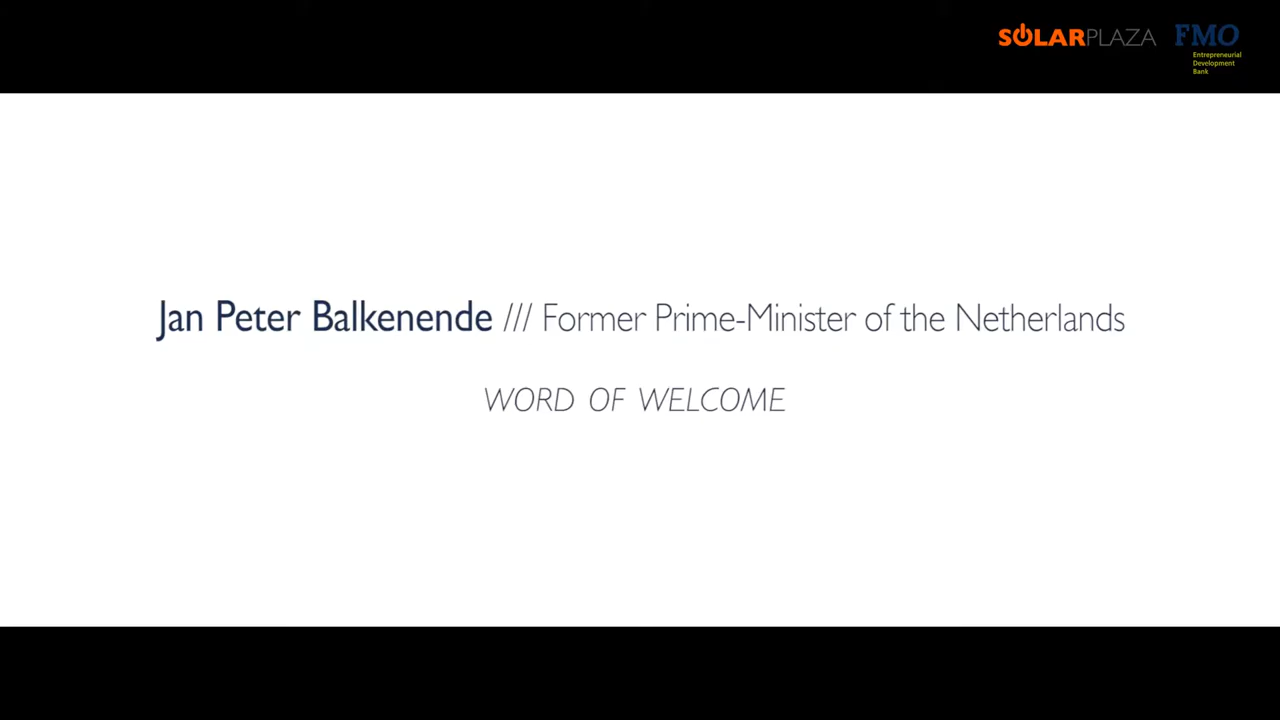 SOLARPLAZA
FMO
Entrepreneurial
Development
Bank
Jan Peter Balkenende /// Former Prime-Minister of the Netherlands
WORD OF WELCOME